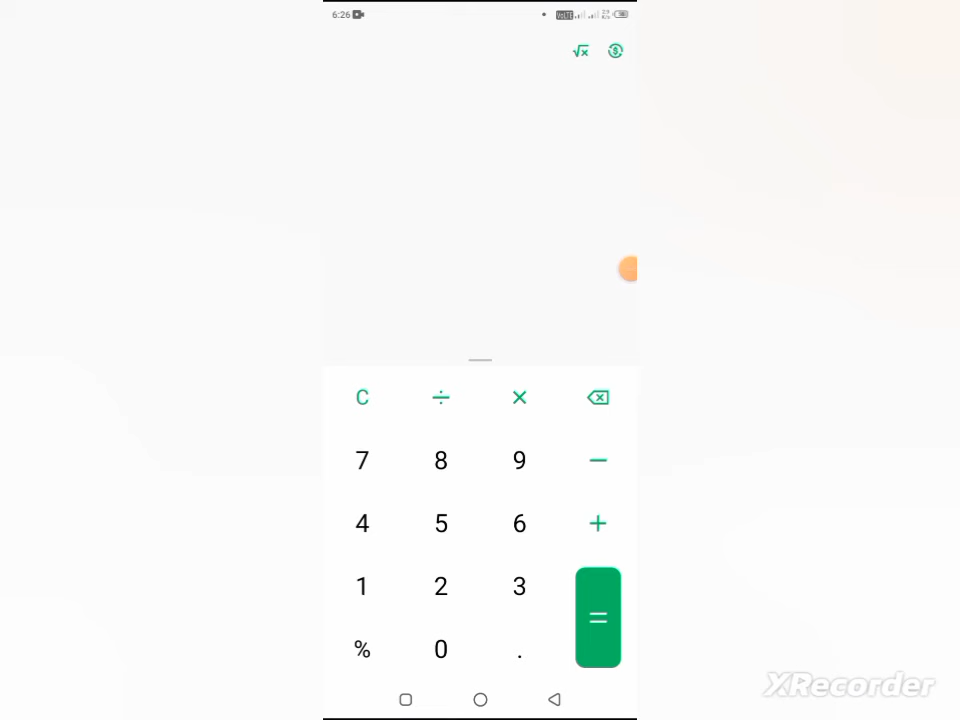 6:26
√x $
C ÷ ×
7 8 9 −
4 5 6 +
1 2 3
% 0 . =
XRecorder